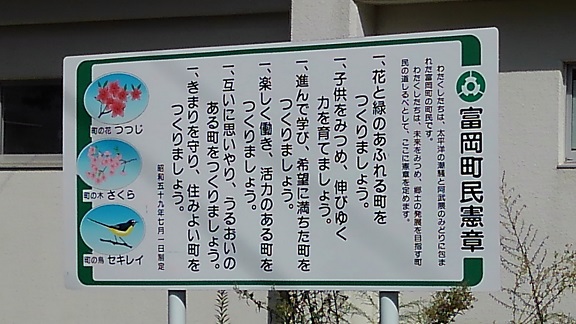 富岡町民憲章
わたくしたちは、太平洋の潮騒と阿武隈のみどりに包ま
れた富岡町の町民です。
わたくしたちは、未来をみつめ、郷土の発展を目指す町
民の道しるべとして、ここに憲章を定めます。
一、花と緑のあふれる町を
つくりましょう。
一、子供をみつめ、伸びゆく
力を育てましょう。
一、進んで学び、希望に満ちた町を
つくりましょう。
一、楽しく働き、活力のある町を
つくりましょう。
一、互いに思いやり、うるおいの
ある町をつくりましょう。
一、きまりを守り、住みよい町を
つくりましょう。
昭和五十九年七月一日制定
町の花 つつじ
町の木 さくら
町の鳥 セキレイ